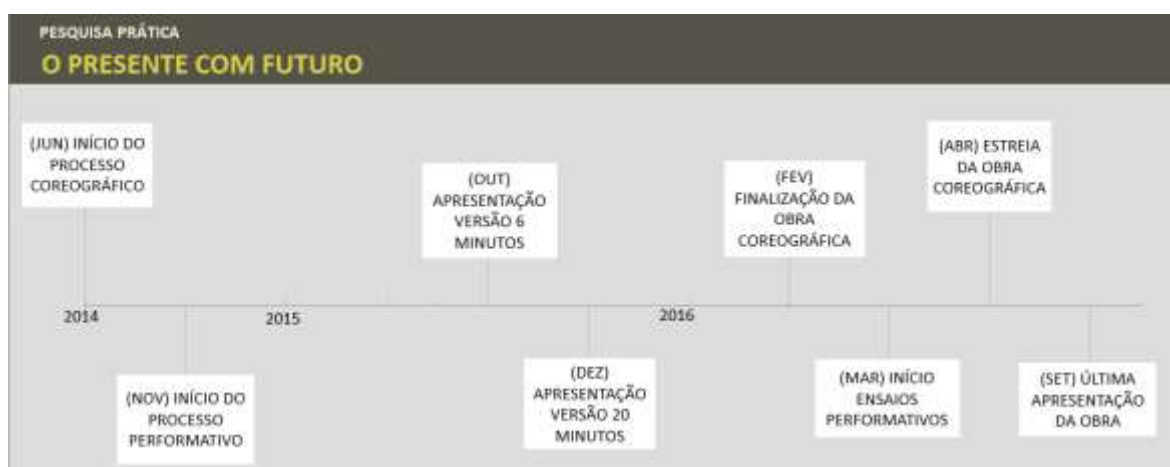 PESQUISA PRÁTICA
O PRESENTE COM FUTURO
(JUN) INÍCIO DO
PROCESSO
COREOGRÁFICO
(OUT)
APRESENTAÇÃO
VERSÃO 6
MINUTOS
(FEV)
FINALIZAÇÃO DA
OBRA
COREOGRÁFICA
(ABR) ESTREIA
DA OBRA
COREOGRÁFICA
2014
2015
2016
(NOV) INÍCIO DO
PROCESSO
PERFORMATIVO
(DEZ)
APRESENTAÇÃO
VERSÃO 20
MINUTOS
(MAR) INÍCIO
ENSAIOS
PERFORMATIVOS
(SET) ÚLTIMA
APRESENTAÇÃO
DA OBRA